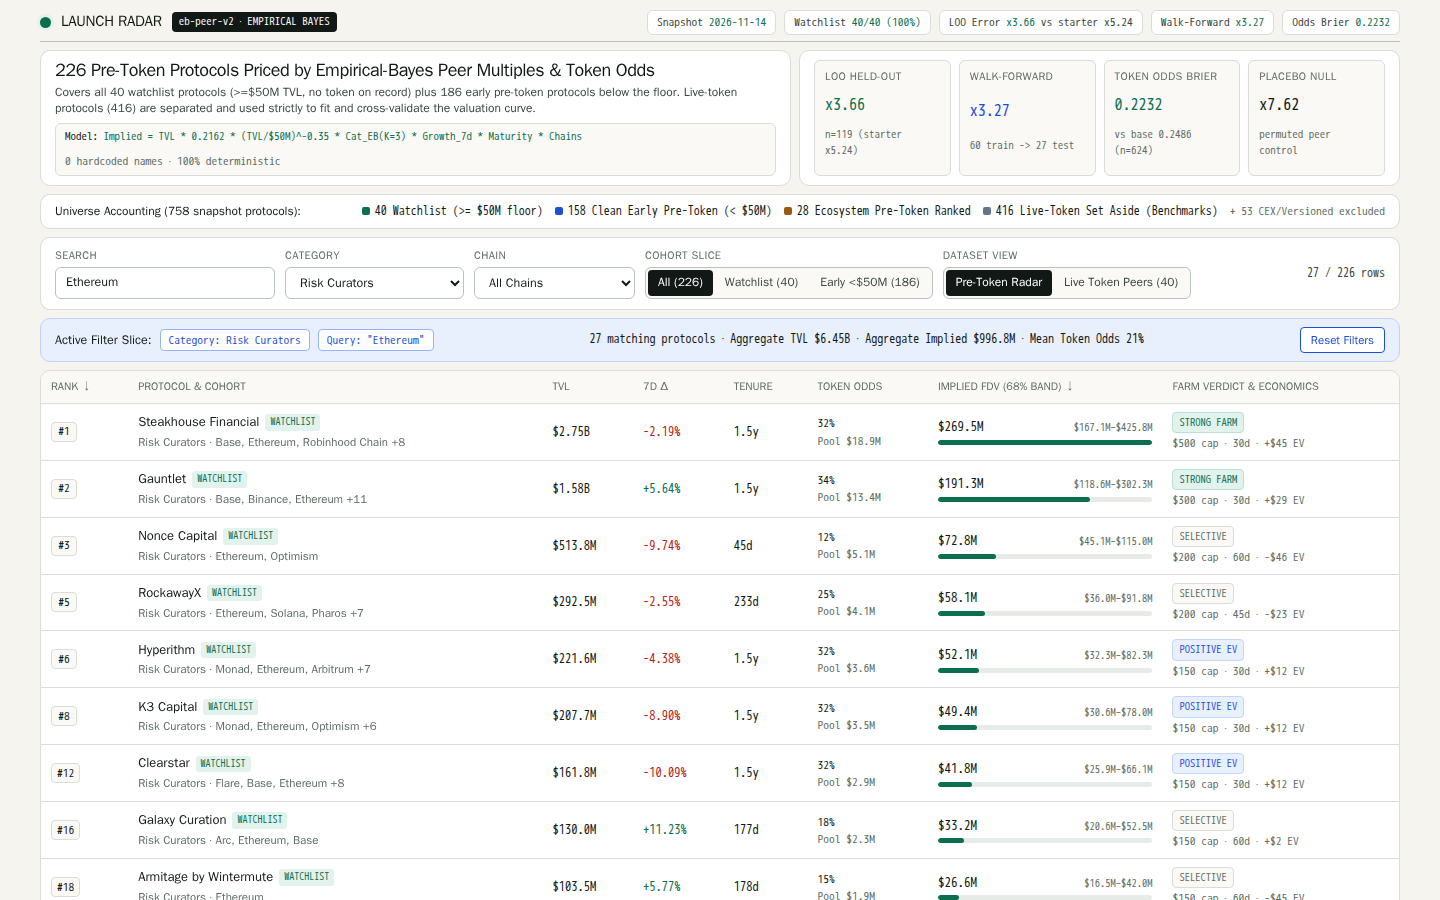 LAUNCH RADAR eb-peer-v2 · EMPIRICAL BAYES Snapshot 2026-11-14 Watchlist 40/40 (100%) LOO Error x3.66 vs starter x5.24 Walk-Forward x3.27 Odds Brier 0.2232
226 Pre-Token Protocols Priced by Empirical-Bayes Peer Multiples & Token Odds
Covers all 40 watchlist protocols (>=$50M TVL, no token on record) plus 186 early pre-token protocols below the floor. Live-token
protocols (416) are separated and used strictly to fit and cross-validate the valuation curve.
Model: Implied = TVL * 0.2162 * (TVL/$50M)^-0.35 * Cat_EB(K=3) * Growth_7d * Maturity * Chains
0 hardcoded names · 100% deterministic
LOO HELD-OUT
x3.66
n=119 (starter
x5.24)
WALK-FORWARD
x3.27
60 train -> 27 test
TOKEN ODDS BRIER
0.2232
vs base 0.2486
(n=624)
PLACEBO NULL
x7.62
permuted peer
control
Universe Accounting (758 snapshot protocols): 40 Watchlist (>= $50M floor) 158 Clean Early Pre-Token (< $50M) 28 Ecosystem Pre-Token Ranked 416 Live-Token Set Aside (Benchmarks) + 53 CEX/Versioned excluded
SEARCH CATEGORY CHAIN COHORT SLICE DATASET VIEW
Ethereum Risk Curators All Chains All (226) Watchlist (40) Early <$50M (186) Pre-Token Radar Live Token Peers (40) 27 / 226 rows
Active Filter Slice: Category: Risk Curators Query: "Ethereum" 27 matching protocols · Aggregate TVL $6.45B · Aggregate Implied $996.8M · Mean Token Odds 21% Reset Filters
RANK ↓ PROTOCOL & COHORT TVL 7D Δ TENURE TOKEN ODDS IMPLIED FDV (68% BAND) ↓ FARM VERDICT & ECONOMICS
#1 Steakhouse Financial WATCHLIST $2.75B -2.19% 1.5y 32% $269.5M $167.1M–$425.8M STRONG FARM
Risk Curators · Base, Ethereum, Robinhood Chain +8 Pool $18.9M $500 cap · 30d · +$45 EV
#2 Gauntlet WATCHLIST $1.58B +5.64% 1.5y 34% $191.3M $118.6M–$302.3M STRONG FARM
Risk Curators · Base, Binance, Ethereum +11 Pool $13.4M $300 cap · 30d · +$29 EV
#3 Nonce Capital WATCHLIST $513.8M -9.74% 45d 12% $72.8M $45.1M–$115.0M SELECTIVE
Risk Curators · Ethereum, Optimism Pool $5.1M $200 cap · 60d · -$46 EV
#5 RockawayX WATCHLIST $292.5M -2.55% 233d 25% $58.1M $36.0M–$91.8M SELECTIVE
Risk Curators · Ethereum, Solana, Pharos +7 Pool $4.1M $200 cap · 45d · -$23 EV
#6 Hyperithm WATCHLIST $221.6M -4.38% 1.5y 32% $52.1M $32.3M–$82.3M POSITIVE EV
Risk Curators · Monad, Ethereum, Arbitrum +7 Pool $3.6M $150 cap · 30d · +$12 EV
#8 K3 Capital WATCHLIST $207.7M -8.90% 1.5y 32% $49.4M $30.6M–$78.0M POSITIVE EV
Risk Curators · Monad, Ethereum, Optimism +6 Pool $3.5M $150 cap · 30d · +$12 EV
#12 Clearstar WATCHLIST $161.8M -10.09% 1.5y 32% $41.8M $25.9M–$66.1M POSITIVE EV
Risk Curators · Flare, Base, Ethereum +8 Pool $2.9M $150 cap · 30d · +$12 EV
#16 Galaxy Curation WATCHLIST $130.0M +11.23% 177d 18% $33.2M $20.6M–$52.5M SELECTIVE
Risk Curators · Arc, Ethereum, Base Pool $2.3M $150 cap · 60d · +$2 EV
#18 Armitage by Wintermute WATCHLIST $103.5M +5.77% 178d 15% $26.6M $16.5M–$42.0M SELECTIVE
Risk Curators · Ethereum Pool $1.9M $150 cap · 60d · -$45 EV